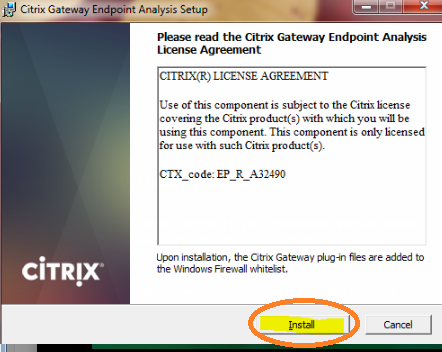 Citrix Gateway Endpoint Analysis Setup
Please read the Citrix Gateway Endpoint Analysis
License Agreement
CITRIX(R) LICENSE AGREEMENT
Use of this component is subject to the Citrix license
covering the Citrix product(s) with which you will be
using this component. This component is only licensed
for use with such Citrix product(s).
CTX_code: EP_R_A32490
CİTRIX
Upon installation, the Citrix Gateway plug-in files are added to
the Windows Firewall whitelist.
Install
Cancel